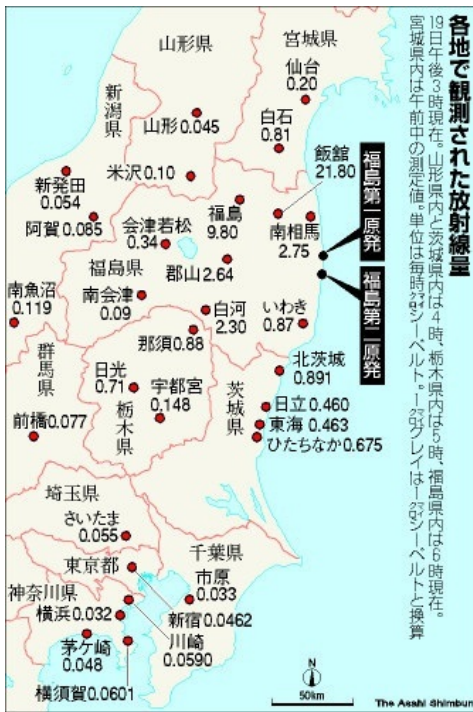 各地で観測された放射線量
19日午後3時現在。山形県内と茨城県内は4時、栃木県内は5時、福島県内は6時現在。
宮城県内は午前中の測定値。単位は毎時マイクロシーベルト。1マイクログレイは1マイクロシーベルトと換算
山形県
宮城県
仙台
0.20
新潟県
山形 0.045
白石
0.81
飯舘
21.80
福島第一原発
米沢 0.10
新発田
0.054
阿賀 0.085
会津若松
0.34
福島
9.80
南相馬
2.75
福島県
郡山 2.64
福島第二原発
南魚沼
0.119
南会津
0.09
白河
2.30
いわき
0.87
那須 0.88
群馬県
日光
0.71
宇都宮
0.148
北茨城
0.891
茨城県
日立 0.460
前橋 0.077
栃木県
東海 0.463
ひたちなか 0.675
埼玉県
さいたま
0.055
千葉県
東京都
市原
0.033
神奈川県
横浜 0.032
新宿 0.0462
茅ケ崎
0.048
川崎
0.0590
横須賀 0.0601
N
50km
The Asahi Shimbun